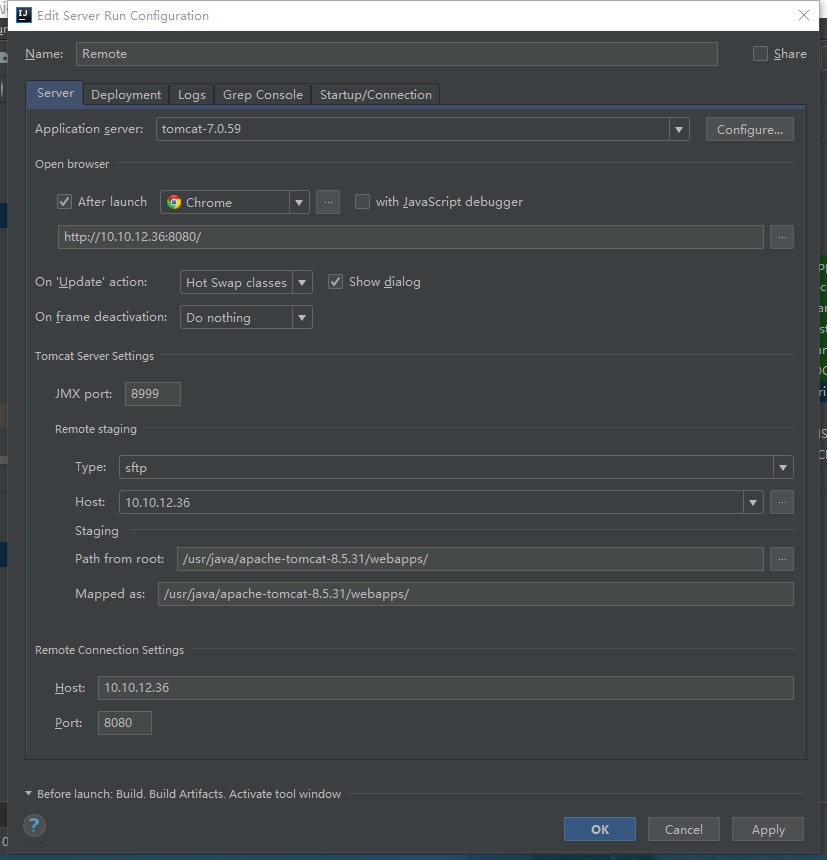 Edit Server Run Configuration
Name: Remote Share
Server Deployment Logs Grep Console Startup/Connection
Application server: tomcat-7.0.59 Configure...
Open browser
After launch Chrome ... with JavaScript debugger
http://10.10.12.36:8080/ ...
On 'Update' action: Hot Swap classes Show dialog
On frame deactivation: Do nothing
Tomcat Server Settings
JMX port: 8999
Remote staging
Type: sftp
Host: 10.10.12.36 ...
Staging
Path from root: /usr/java/apache-tomcat-8.5.31/webapps/ ...
Mapped as: /usr/java/apache-tomcat-8.5.31/webapps/
Remote Connection Settings
Host: 10.10.12.36
Port: 8080
Before launch: Build. Build Artifacts. Activate tool window
? OK Cancel Apply